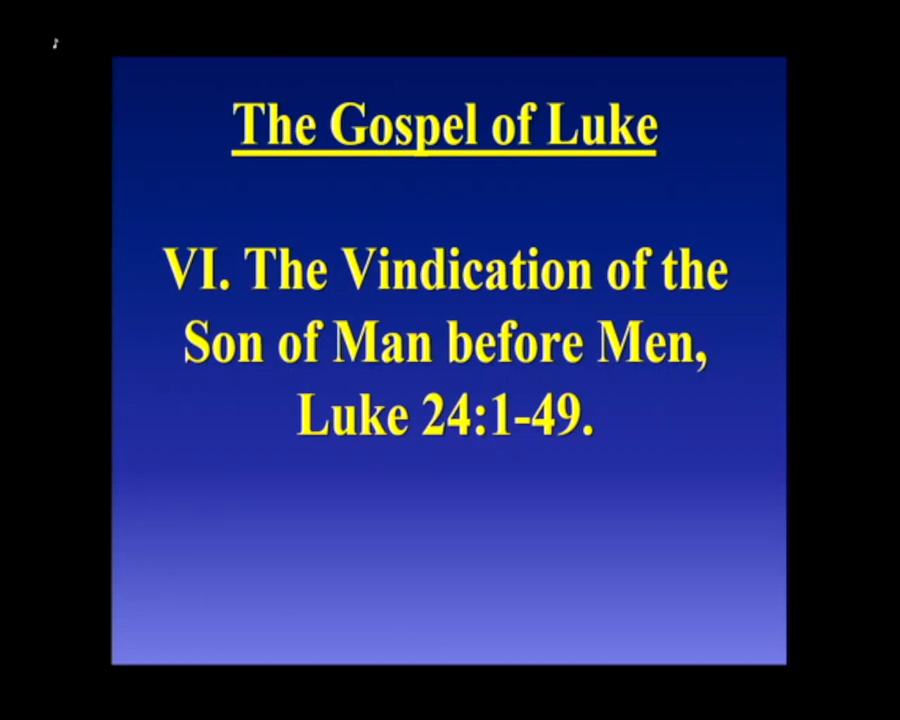 The Gospel of Luke
VI. The Vindication of the
Son of Man before Men,
Luke 24:1-49.